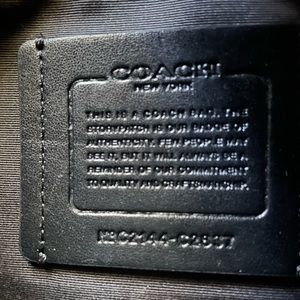 COACH
NEW YORK
THIS IS A COACH BAG. THE
STORYPATCH IS OUR BADGE OF
AUTHENTICITY. FEW PEOPLE MAY
SEE IT, BUT IT WILL ALWAYS BE A
REMINDER OF OUR COMMITMENT
TO QUALITY AND CRAFTSMANSHIP.